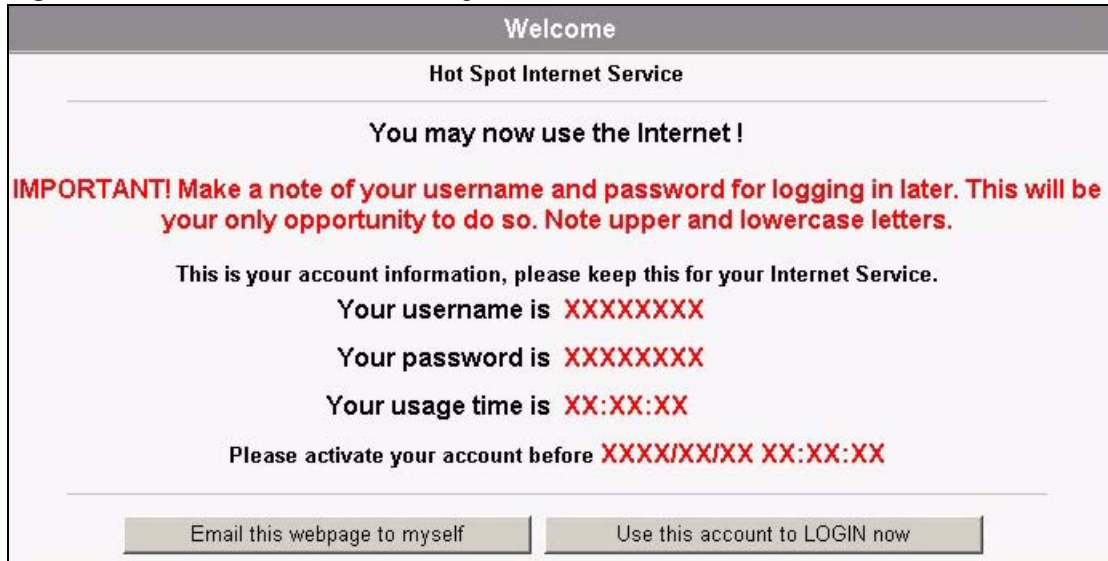 Welcome
Hot Spot Internet Service
You may now use the Internet !
IMPORTANT! Make a note of your username and password for logging in later. This will be
your only opportunity to do so. Note upper and lowercase letters.
This is your account information, please keep this for your Internet Service.
Your username is XXXXXXXX
Your password is XXXXXXXX
Your usage time is XX:XX:XX
Please activate your account before XXXX/XX/XX XX:XX:XX
Email this webpage to myself
Use this account to LOGIN now